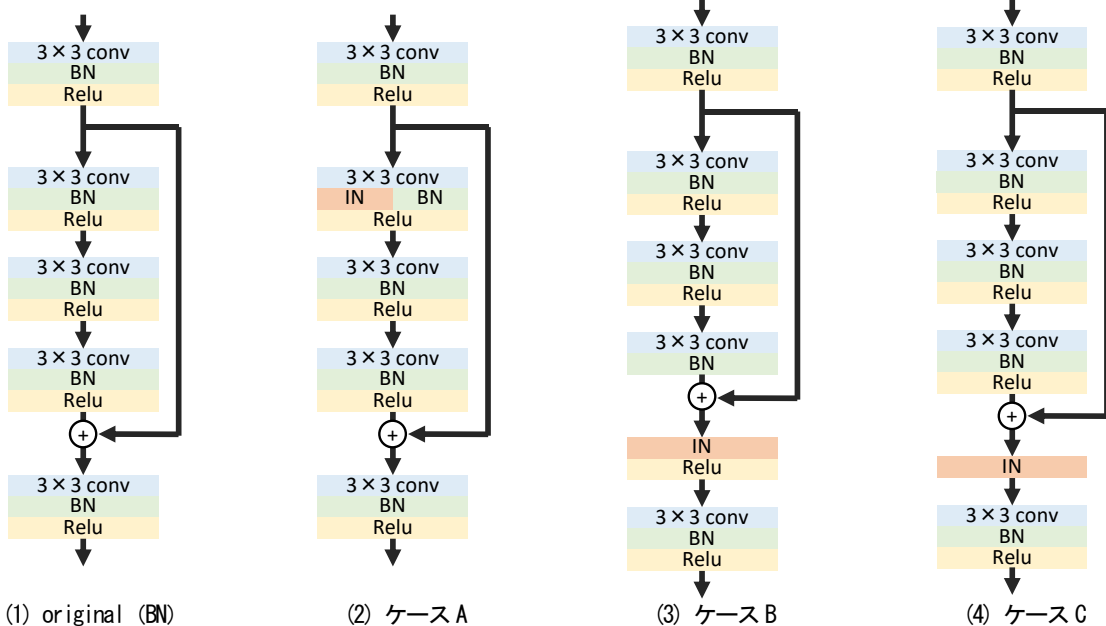 3×3 conv
BN
Relu
3×3 conv
BN
Relu
3×3 conv
BN
Relu
3×3 conv
BN
Relu
+
3×3 conv
BN
Relu
(1) original (BN)
3×3 conv
BN
Relu
3×3 conv
IN BN
Relu
3×3 conv
BN
Relu
3×3 conv
BN
Relu
+
3×3 conv
BN
Relu
(2) ケースA
3×3 conv
BN
Relu
3×3 conv
BN
Relu
3×3 conv
BN
Relu
3×3 conv
BN
+
IN
Relu
3×3 conv
BN
Relu
(3) ケースB
3×3 conv
BN
Relu
3×3 conv
BN
Relu
3×3 conv
BN
Relu
3×3 conv
BN
Relu
+
IN
3×3 conv
BN
Relu
(4) ケースC